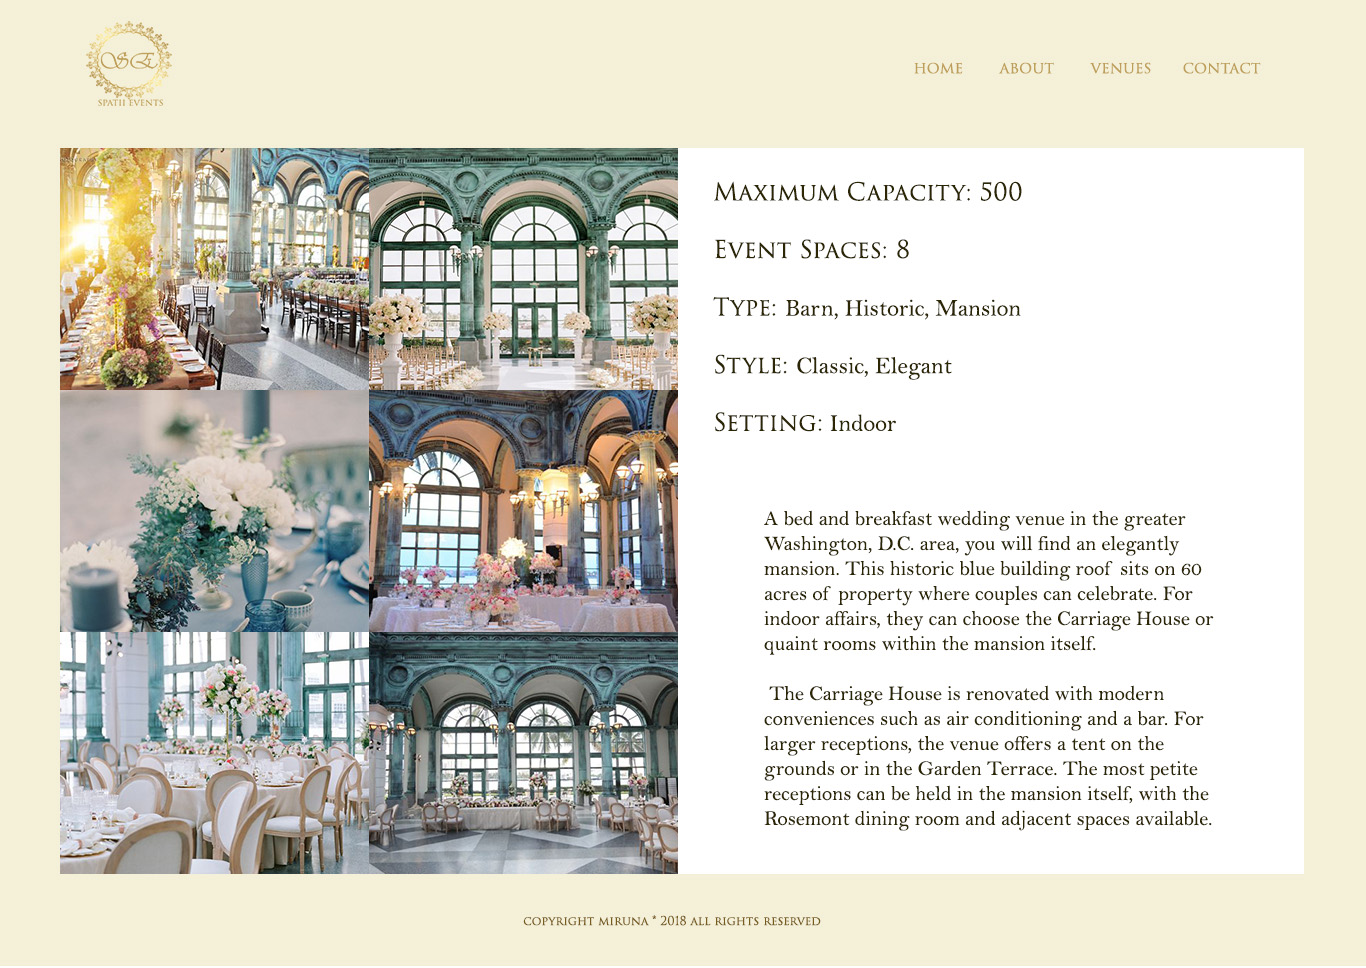 SE
SPATII EVENTS
HOME ABOUT VENUES CONTACT
Maximum Capacity: 500
Event Spaces: 8
Type: Barn, Historic, Mansion
Style: Classic, Elegant
Setting: Indoor
A bed and breakfast wedding venue in the greater
Washington, D.C. area, you will find an elegantly
mansion. This historic blue building roof sits on 60
acres of property where couples can celebrate. For
indoor affairs, they can choose the Carriage House or
quaint rooms within the mansion itself.
The Carriage House is renovated with modern
conveniences such as air conditioning and a bar. For
larger receptions, the venue offers a tent on the
grounds or in the Garden Terrace. The most petite
receptions can be held in the mansion itself, with the
Rosemont dining room and adjacent spaces available.
COPYRIGHT MIRUNA * 2018 ALL RIGHTS RESERVED